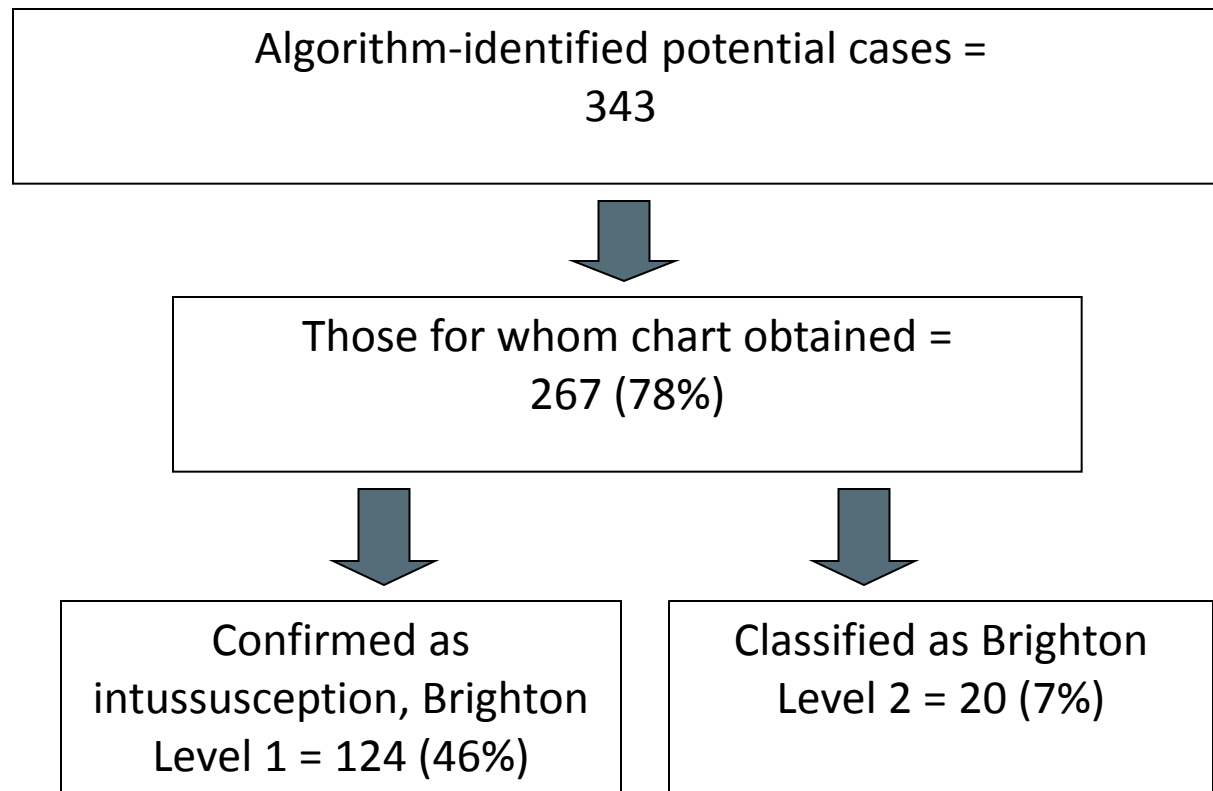 Algorithm-identified potential cases =
343
Those for whom chart obtained =
267 (78%)
Confirmed as
intussusception, Brighton
Level 1 = 124 (46%)
Classified as Brighton
Level 2 = 20 (7%)